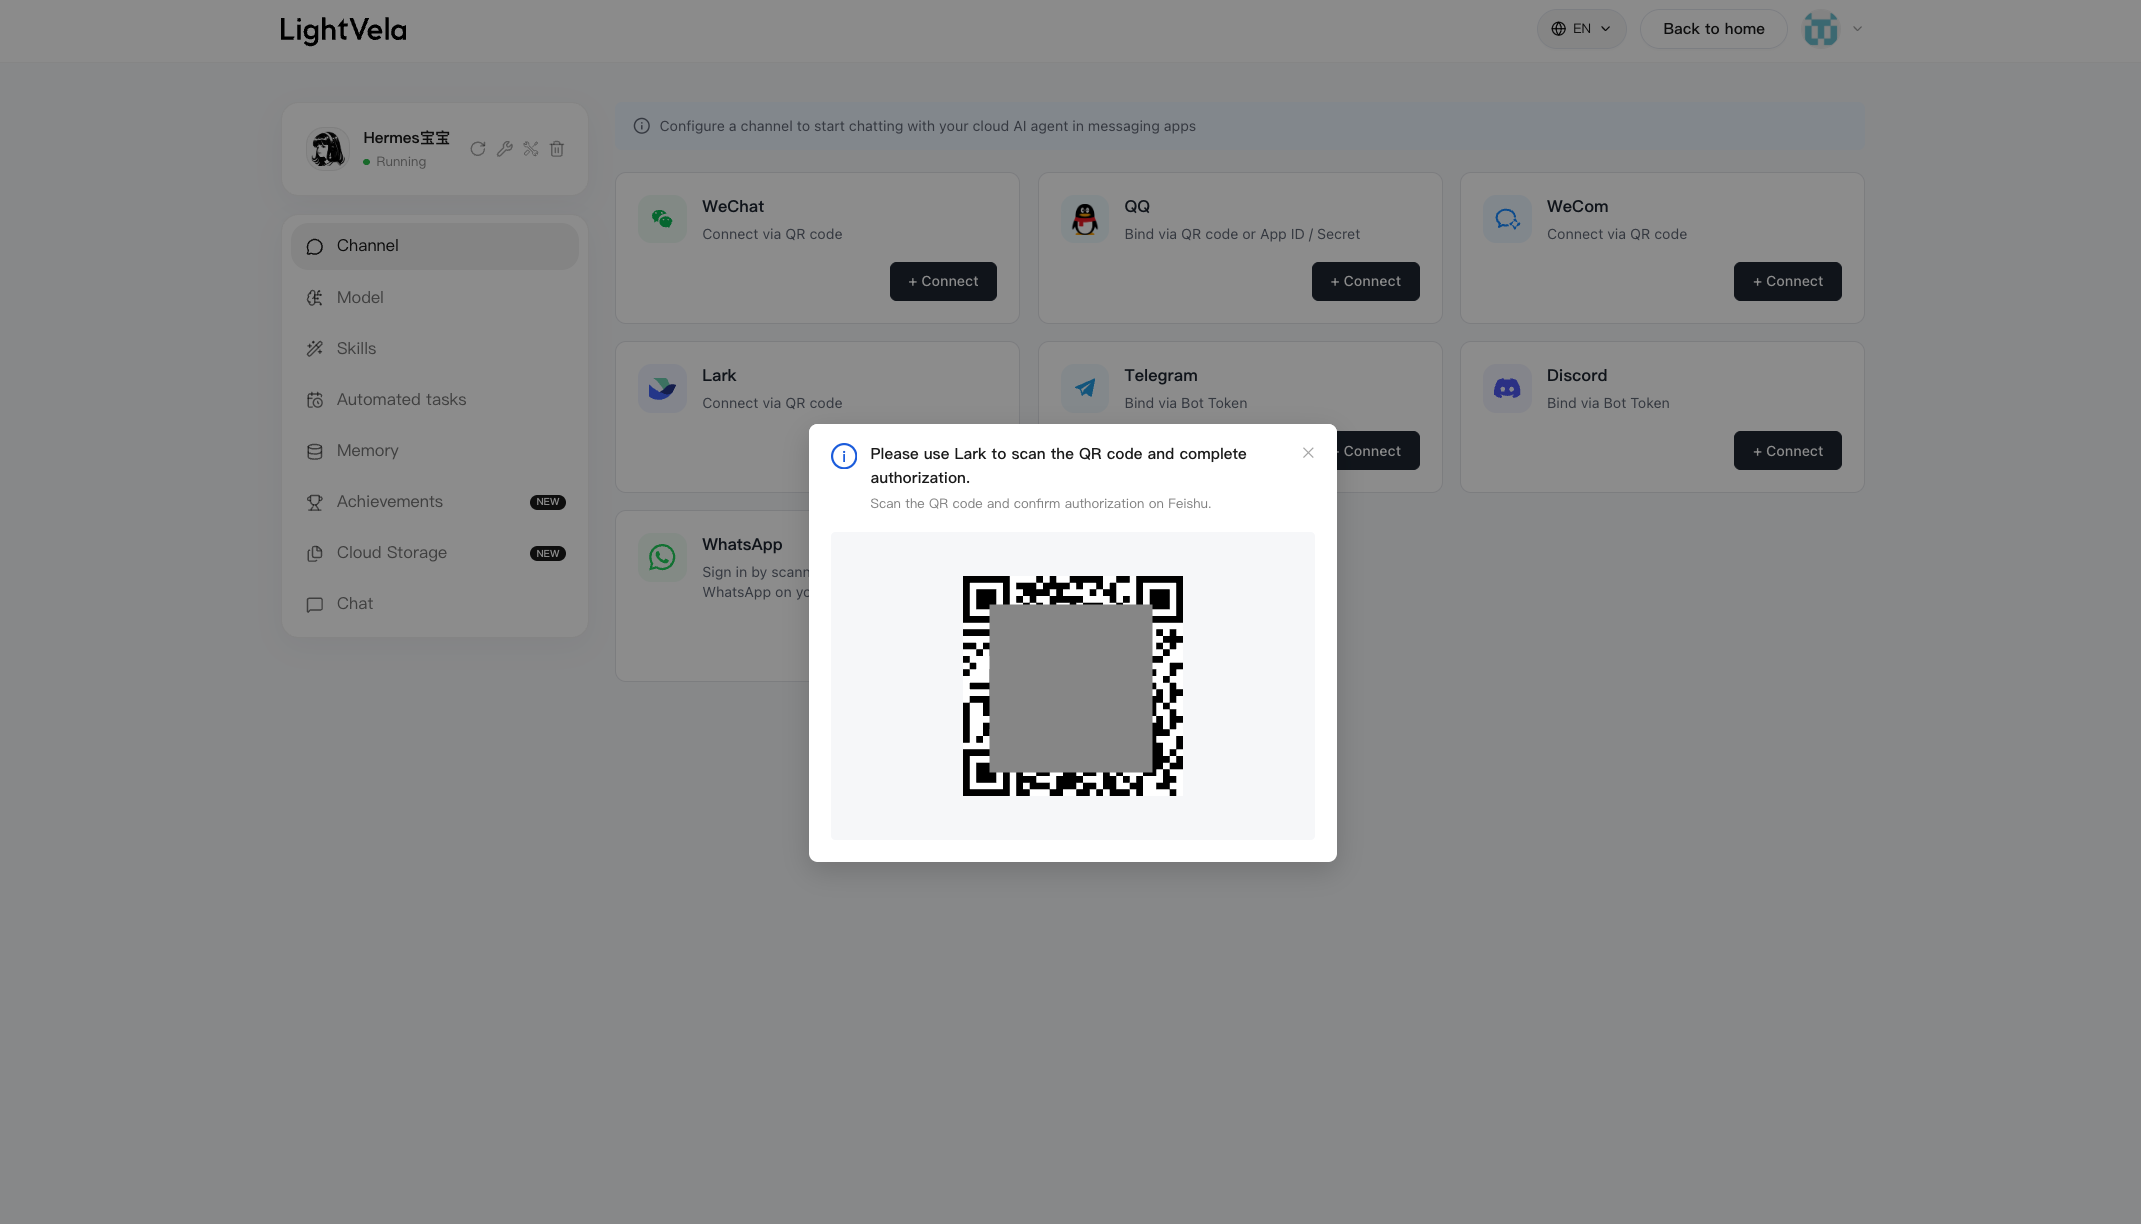 LightVela
EN
Back to home
Hermes宝宝
Running
Channel
Model
Skills
Automated tasks
Memory
Achievements
NEW
Cloud Storage
NEW
Chat
Configure a channel to start chatting with your cloud AI agent in messaging apps
WeChat
Connect via QR code
+ Connect
QQ
Bind via QR code or App ID / Secret
+ Connect
WeCom
Connect via QR code
+ Connect
Lark
Connect via QR code
Telegram
Bind via Bot Token
Connect
Discord
Bind via Bot Token
+ Connect
WhatsApp
Sign in by
WhatsApp on
Please use Lark to scan the QR code and complete
authorization.
Scan the QR code and confirm authorization on Feishu.